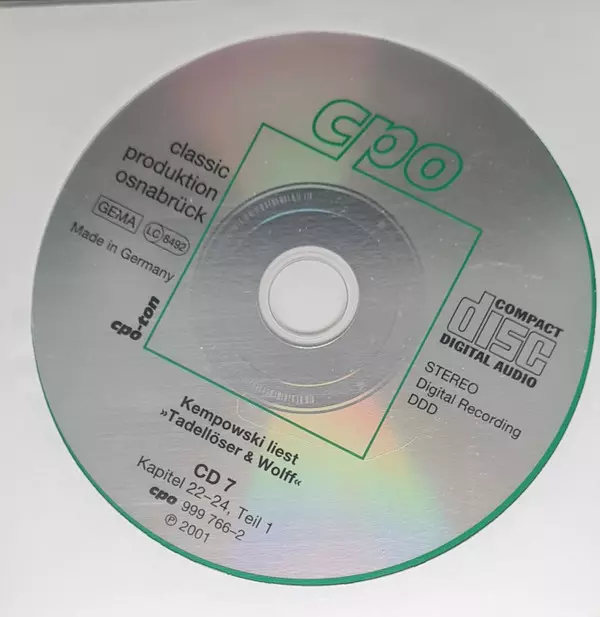 cpo
classic
produktion
osnabrück
GEMA LC 8492
Made in Germany
cpo-ton
COMPACT
disc
DIGITAL AUDIO
STEREO
Digital Recording
DDD
Kempowski liest
»Tadellöser & Wolff«
CD 7
Kapitel 22–24, Teil 1
cpo 999 766–2
℗ 2001